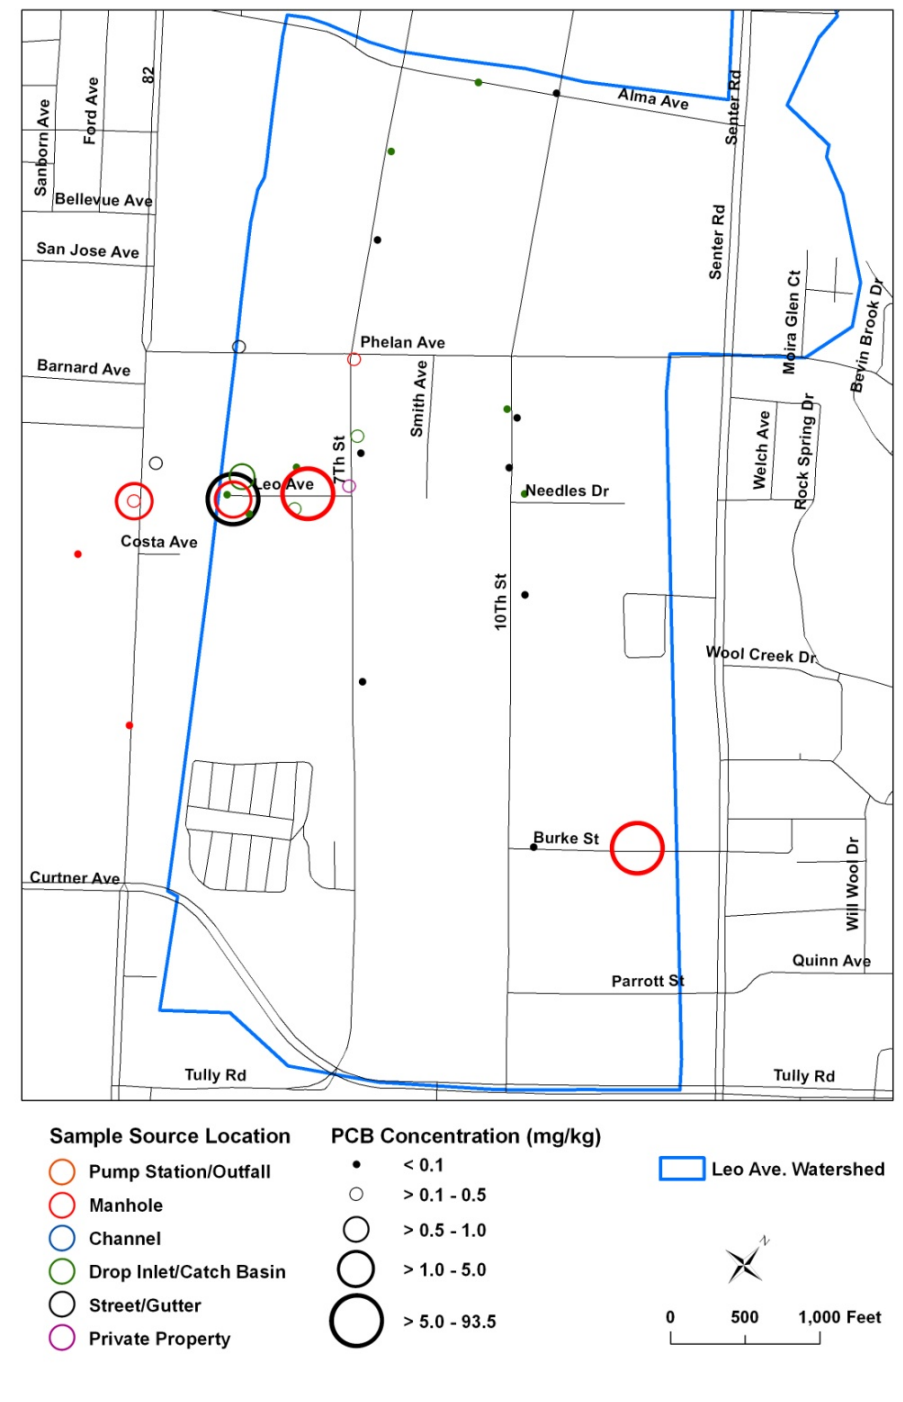 82
Ford Ave
Sanborn Ave
Alma Ave
Senter Rd
Bellevue Ave
San Jose Ave
Senter Rd
Moira Glen Ct
Bevin Brook Dr
Phelan Ave
Barnard Ave
Smith Ave
7Th St
Welch Ave
Rock Spring Dr
Leo Ave
Needles Dr
Costa Ave
10Th St
Wool Creek Dr
Burke St
Will Wool Dr
Curtner Ave
Quinn Ave
Parrott St
Tully Rd
Tully Rd
Sample Source Location
Pump Station/Outfall
Manhole
Channel
Drop Inlet/Catch Basin
Street/Gutter
Private Property
PCB Concentration (mg/kg)
< 0.1
> 0.1 - 0.5
> 0.5 - 1.0
> 1.0 - 5.0
> 5.0 - 93.5
Leo Ave. Watershed
N
0 500 1,000 Feet